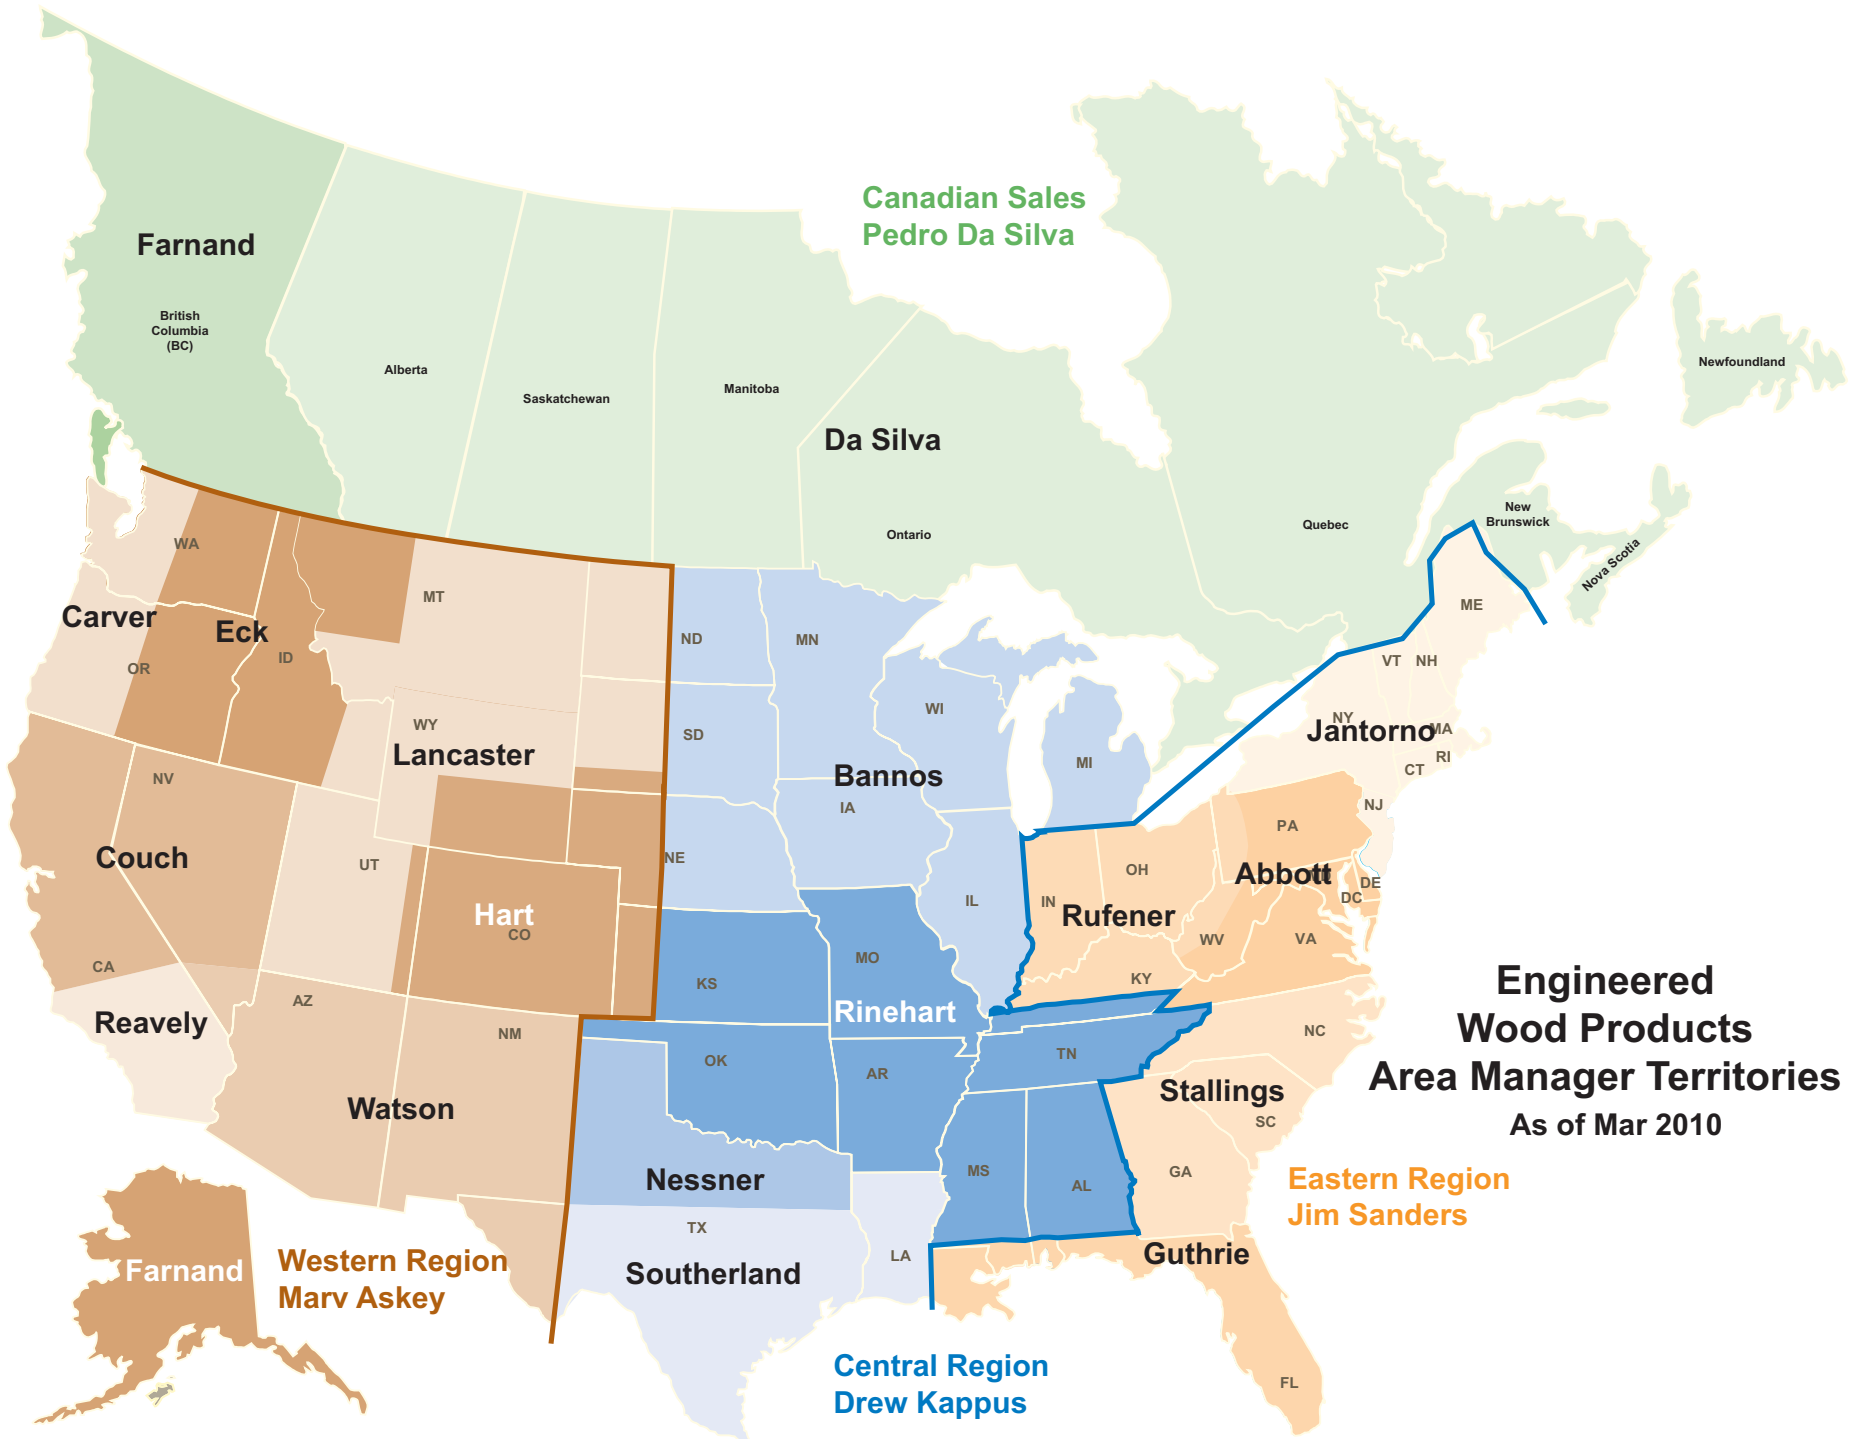 Canadian Sales
Pedro Da Silva
Farnand
British
Columbia
(BC)
Alberta
Saskatchewan
Manitoba
Newfoundland
Da Silva
Ontario
Quebec
New
Brunswick
Nova Scotia
WA
MT
ND
MN
ME
Carver
Eck
OR
ID
VT
NH
WI
WY
SD
NY
Jantorno
MA
RI
CT
Lancaster
Bannos
MI
NV
IA
NJ
PA
Couch
UT
NE
OH
Abbott
DE
DC
Hart
CO
IL
IN
Rufener
WV
VA
CA
AZ
KS
MO
KY
Engineered
Wood Products
Area Manager Territories
As of Mar 2010
Reavely
NM
Rinehart
OK
AR
TN
NC
Watson
Stallings
SC
Nessner
MS
AL
GA
Eastern Region
Jim Sanders
TX
LA
Guthrie
Southerland
Farnand
Western Region
Marv Askey
Central Region
Drew Kappus
FL